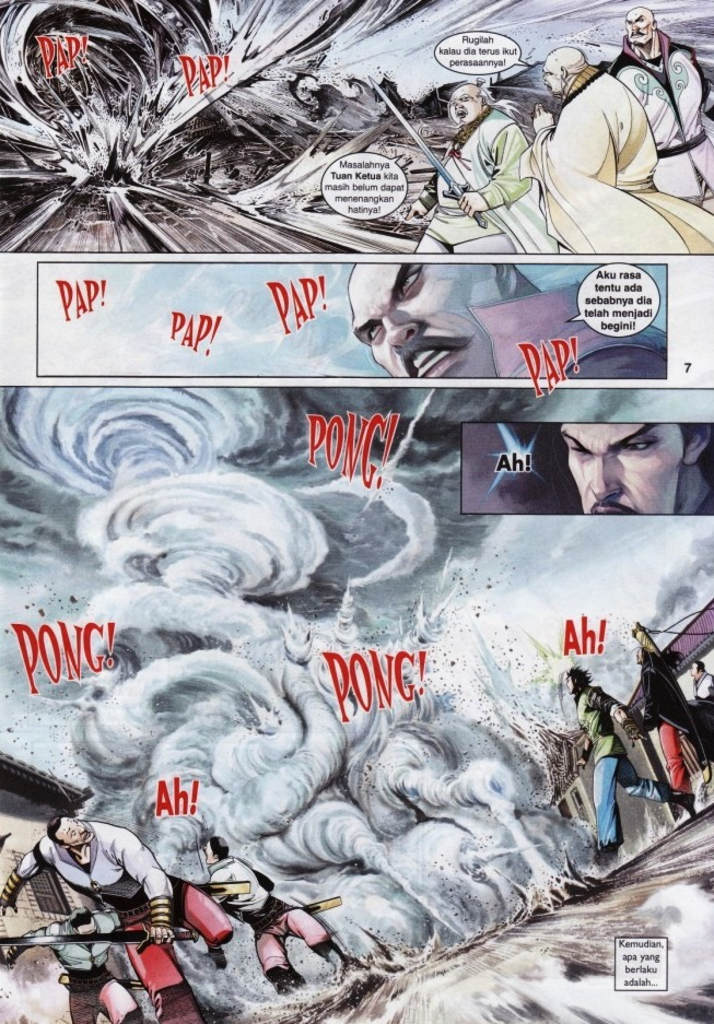 PAP!
PAP!
Rugilah
kalau dia terus ikut
perasaannya!
Masalahnya
Tuan Ketua kita
masih belum dapat
menenangkan
hatinya!
PAP!
PAP!
PAP!
Aku rasa
tentu ada
sebabnya dia
telah menjadi
begini!
PAP!
7
PONG!
Ah!
PONG!
PONG!
Ah!
Ah!
Kemudian,
apa yang
berlaku
adalah...